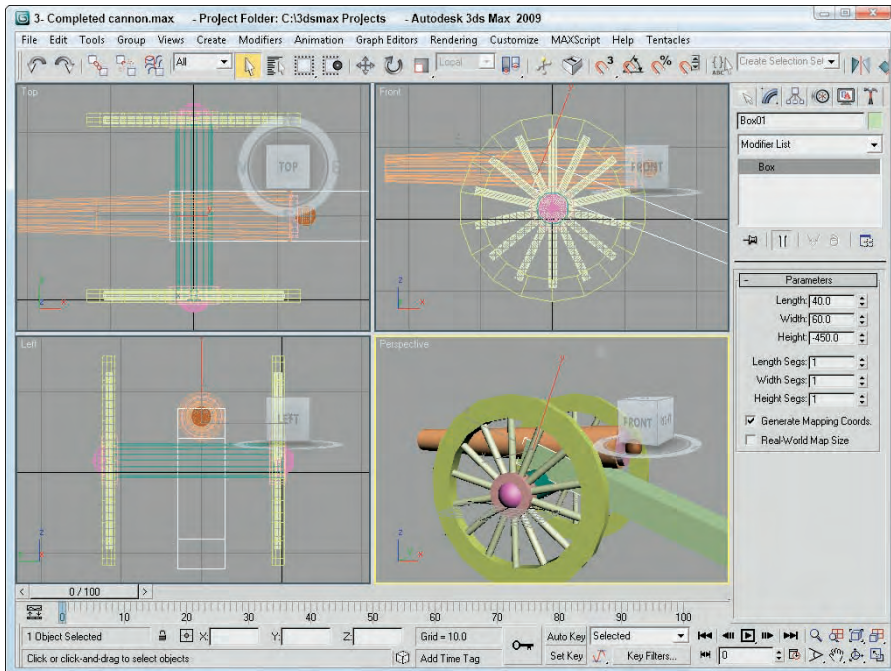 3- Completed cannon.max - Project Folder: C:\3dsmax Projects - Autodesk 3ds Max 2009
File Edit Tools Group Views Create Modifiers Animation Graph Editors Rendering Customize MAXScript Help Tentacles
All Local 3 % ABC Create Selection Set
Top
TOP
Front
FRONT
Left
LEFT
Perspective
FRONT
Box01
Modifier List
Box
Parameters
Length: 40.0
Width: 60.0
Height: -450.0
Length Segs: 1
Width Segs: 1
Height Segs: 1
Generate Mapping Coords.
Real-World Map Size
0 / 100
0 10 20 30 40 50 60 70 80 90 100
1 Object Selected X: Y: Z: Grid = 10.0 Auto Key Selected
Click or click-and-drag to select objects Add Time Tag Set Key Key Filters... 0